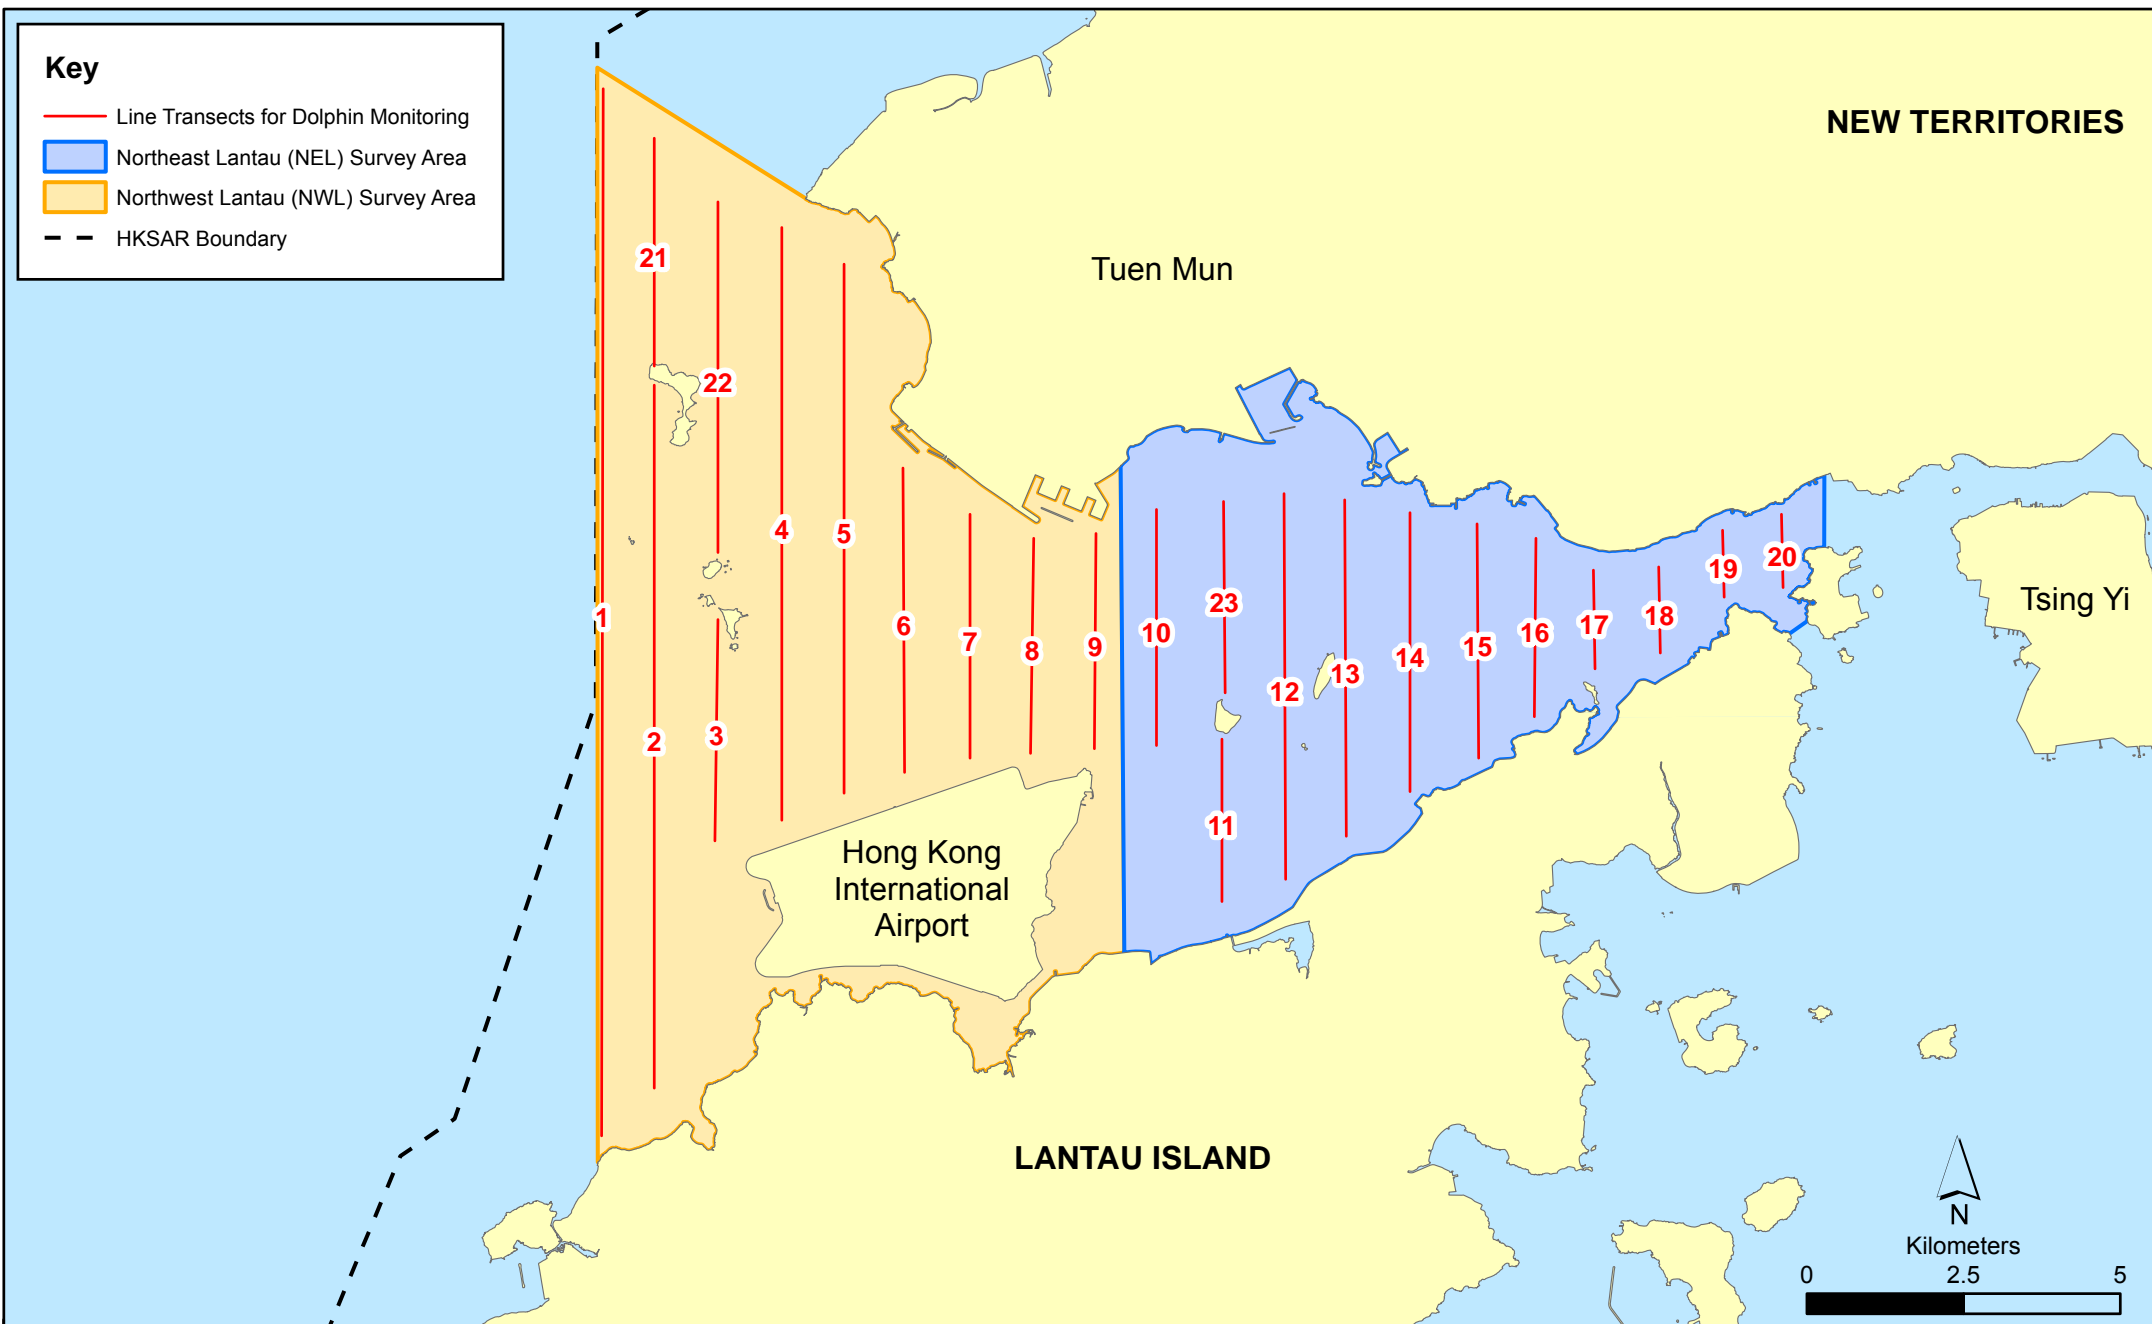 Key
Line Transects for Dolphin Monitoring
Northeast Lantau (NEL) Survey Area
Northwest Lantau (NWL) Survey Area
HKSAR Boundary
NEW TERRITORIES
Tuen Mun
21
22
4
5
1
6
7
8
9
2
3
10
23
11
12
13
14
15
16
17
18
19
20
Tsing Yi
Hong Kong
International
Airport
LANTAU ISLAND
N
Kilometers
0 2.5 5